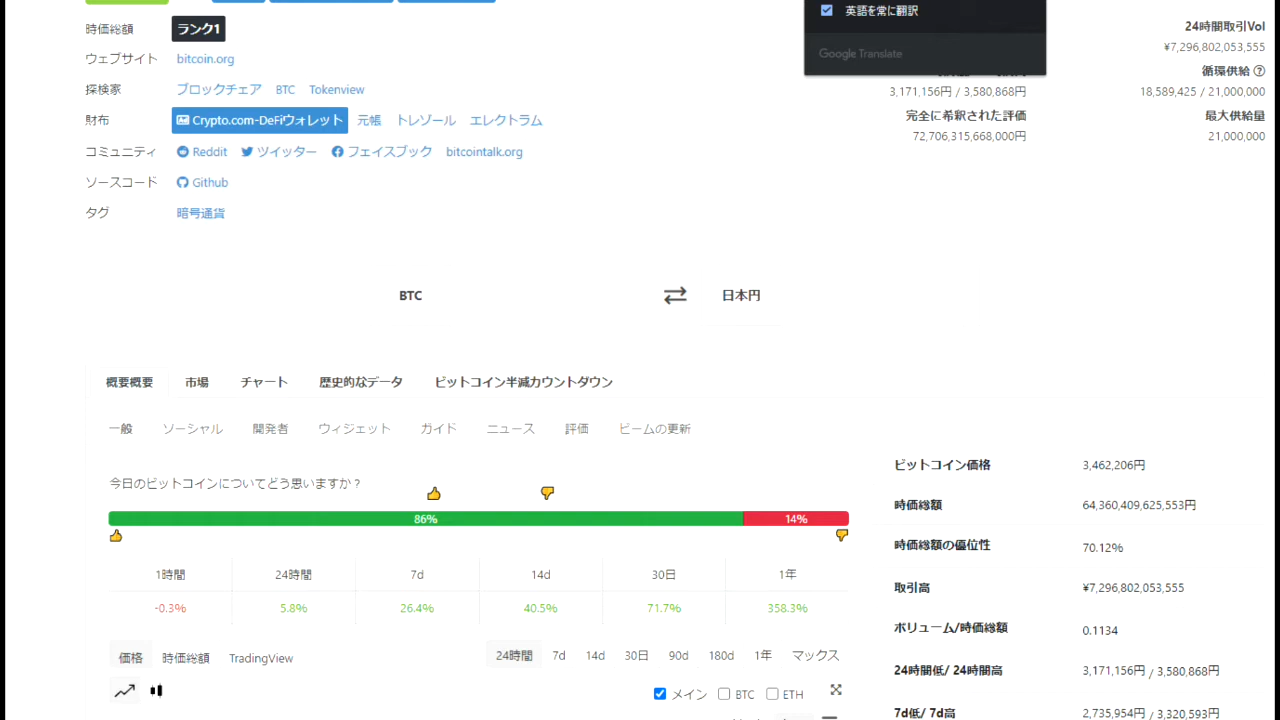 英語を常に翻訳
Google Translate
時価総額 ランク1
ウェブサイト bitcoin.org
探検家 ブロックチェア BTC Tokenview
財布 Crypto.com-DeFiウォレット 元帳 トレゾール エレクトラム
コミュニティ Reddit ツイッター フェイスブック bitcointalk.org
ソースコード Github
タグ 暗号通貨
3,171,156円 / 3,580,868円
完全に希釈された評価
72,706,315,668,000円
24時間取引Vol
¥7,296,802,053,555
循環供給
18,589,425 / 21,000,000
最大供給量
21,000,000
BTC 日本円
概要概要 市場 チャート 歴史的なデータ ビットコイン半減カウントダウン
一般 ソーシャル 開発者 ウィジェット ガイド ニュース 評価 ビームの更新
今日のビットコインについてどう思いますか?
86% 14%
1時間 24時間 7d 14d 30日 1年
-0.3% 5.8% 26.4% 40.5% 71.7% 358.3%
価格 時価総額 TradingView 24時間 7d 14d 30日 90d 180d 1年 マックス
メイン BTC ETH
ビットコイン価格 3,462,206円
時価総額 64,360,409,625,553円
時価総額の優位性 70.12%
取引高 ¥7,296,802,053,555
ボリューム/時価総額 0.1134
24時間低/ 24時間高 3,171,156円 / 3,580,868円
7d低/ 7d高 2,735,954円 / 3,320,593円